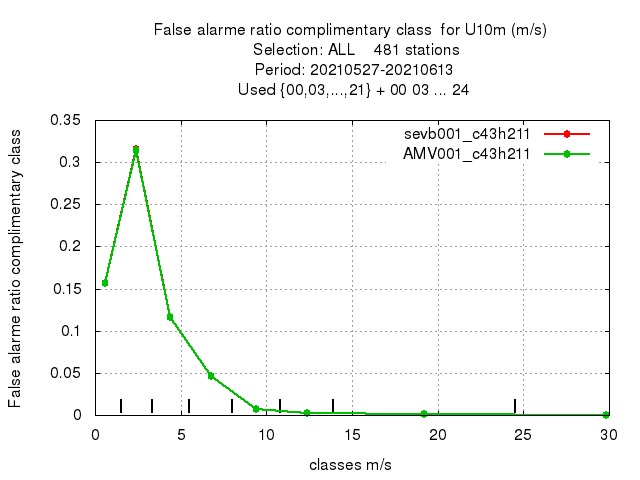 False alarme ratio complimentary class for U10m (m/s)
Selection: ALL 481 stations
Period: 20210527-20210613
Used {00,03,...,21} + 00 03 ... 24
sevb001_c43h211
AMV001_c43h211
0.35
0.3
0.25
0.2
0.15
0.1
0.05
0
False alarme ratio complimentary class
0 5 10 15 20 25 30
classes m/s